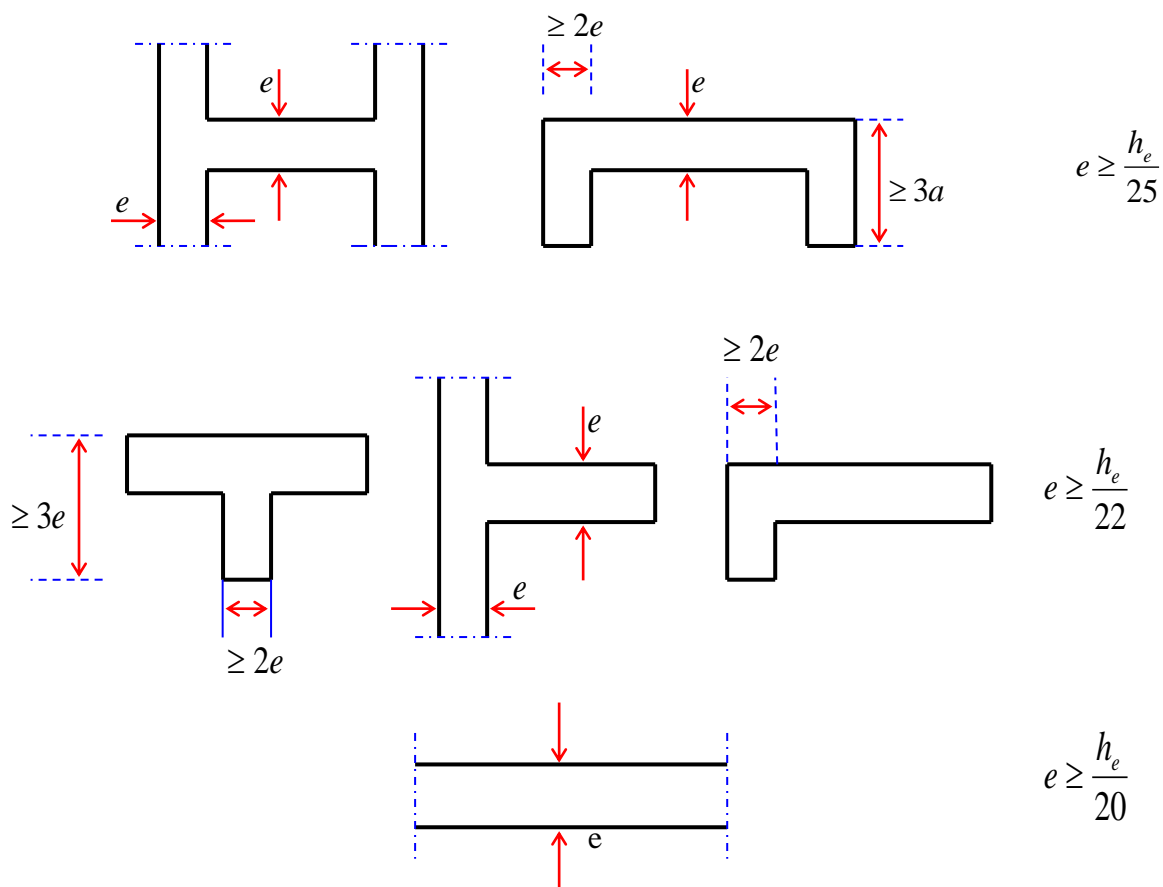 ≥ 2e
e
e
e ≥ h_e/25
e
≥ 3a
≥ 2e
e
≥ 3e
e ≥ h_e/22
e
≥ 2e
e ≥ h_e/20
e